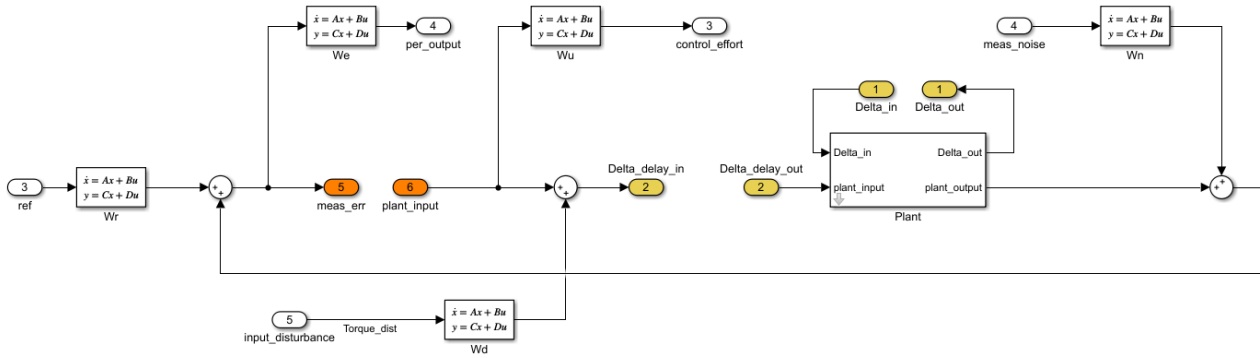 ẋ = Ax + Bu
y = Cx + Du
We
4
per_output
ẋ = Ax + Bu
y = Cx + Du
Wu
3
control_effort
4
meas_noise
ẋ = Ax + Bu
y = Cx + Du
Wn
1
Delta_in
1
Delta_out
3
ref
ẋ = Ax + Bu
y = Cx + Du
Wr
+
+
5
meas_err
6
plant_input
+
+
Delta_delay_in
2
Delta_delay_out
2
Delta_in
Delta_out
plant_input
plant_output
Plant
+
+
5
input_disturbance
Torque_dist
ẋ = Ax + Bu
y = Cx + Du
Wd